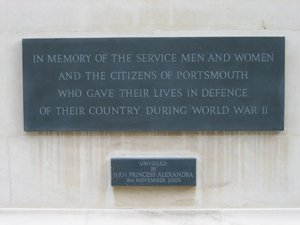 IN MEMORY OF THE SERVICE MEN AND WOMEN
AND THE CITIZENS OF PORTSMOUTH
WHO GAVE THEIR LIVES IN DEFENCE
OF THEIR COUNTRY DURING WORLD WAR II
UNVEILED
BY
H.R.H. PRINCESS ALEXANDRA
8th NOVEMBER 2005